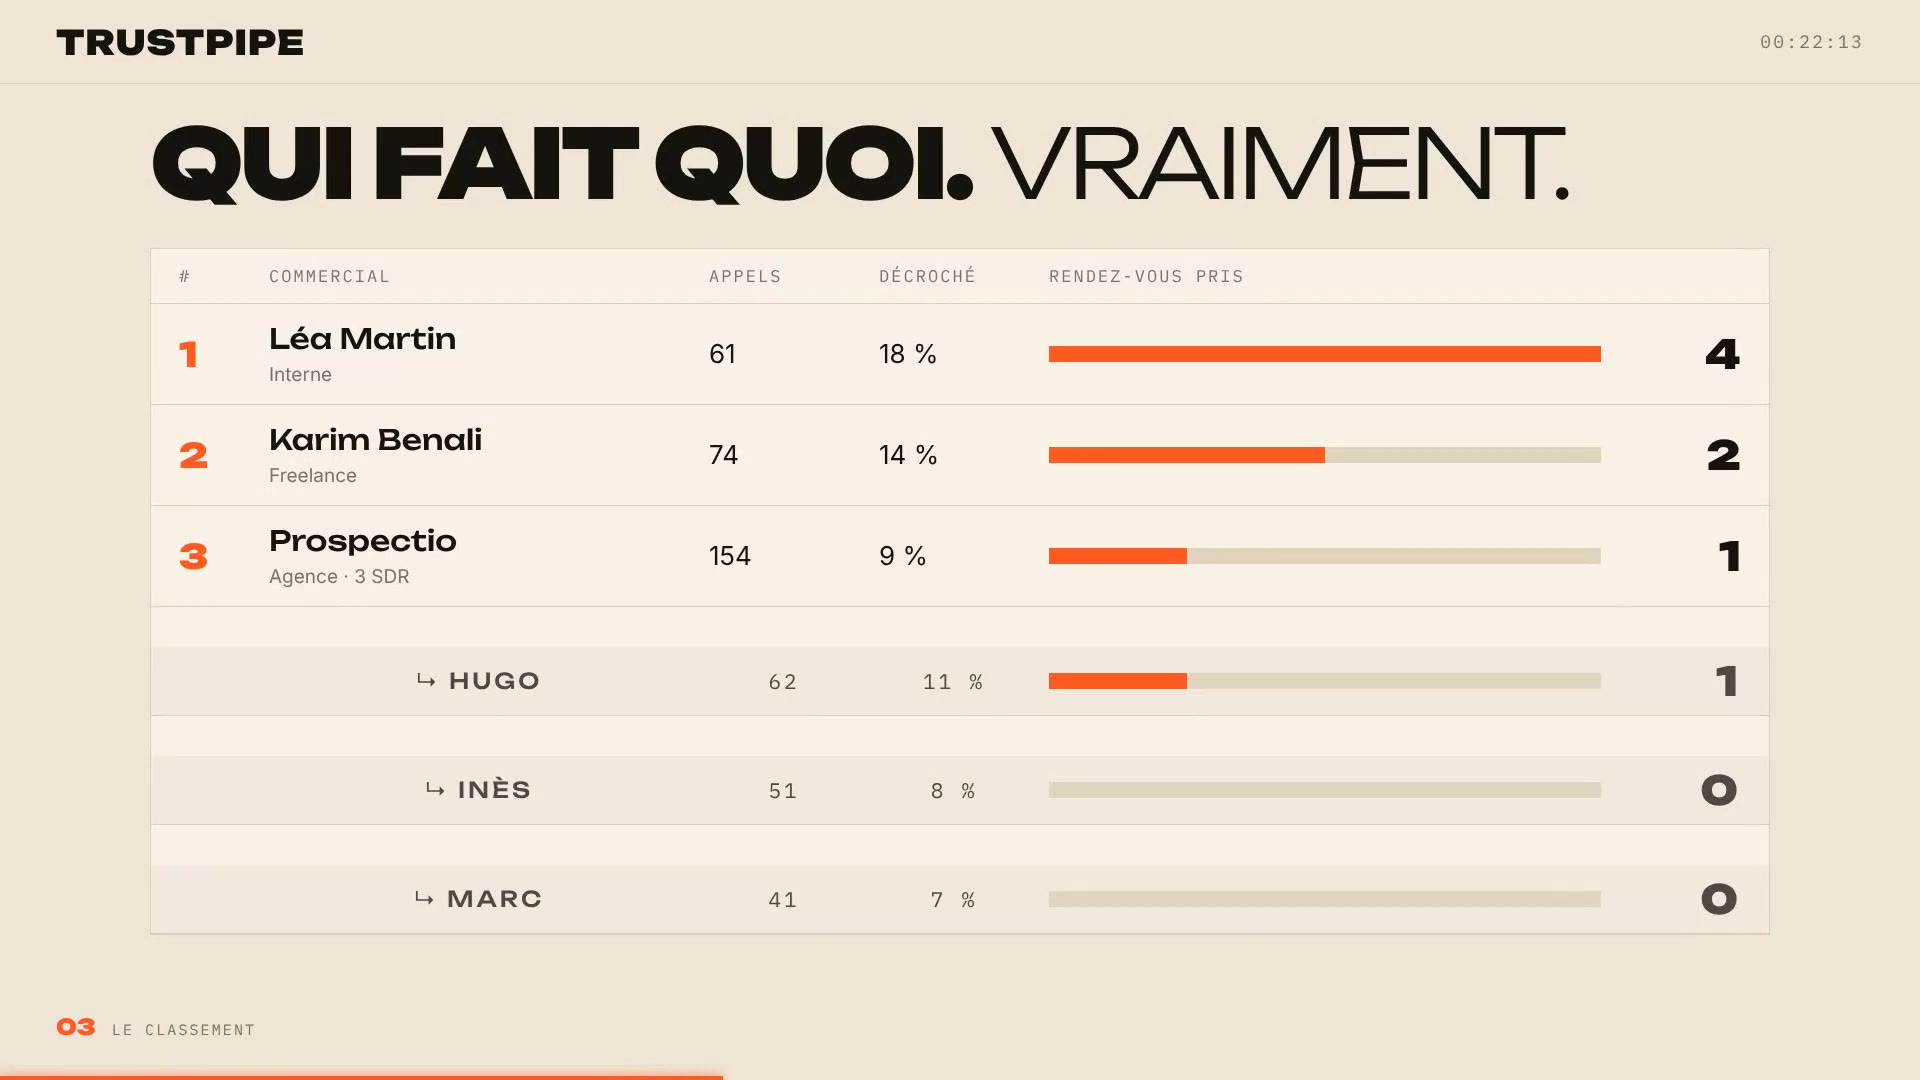 TRUSTPIPE 00:22:13
QUI FAIT QUOI. VRAIMENT.
# COMMERCIAL APPELS DÉCROCHÉ RENDEZ-VOUS PRIS
1 Léa Martin 61 18 % 4
Interne
2 Karim Benali 74 14 % 2
Freelance
3 Prospectio 154 9 % 1
Agence · 3 SDR
↳ HUGO 62 11 % 1
↳ INÈS 51 8 % 0
↳ MARC 41 7 % 0
03 LE CLASSEMENT